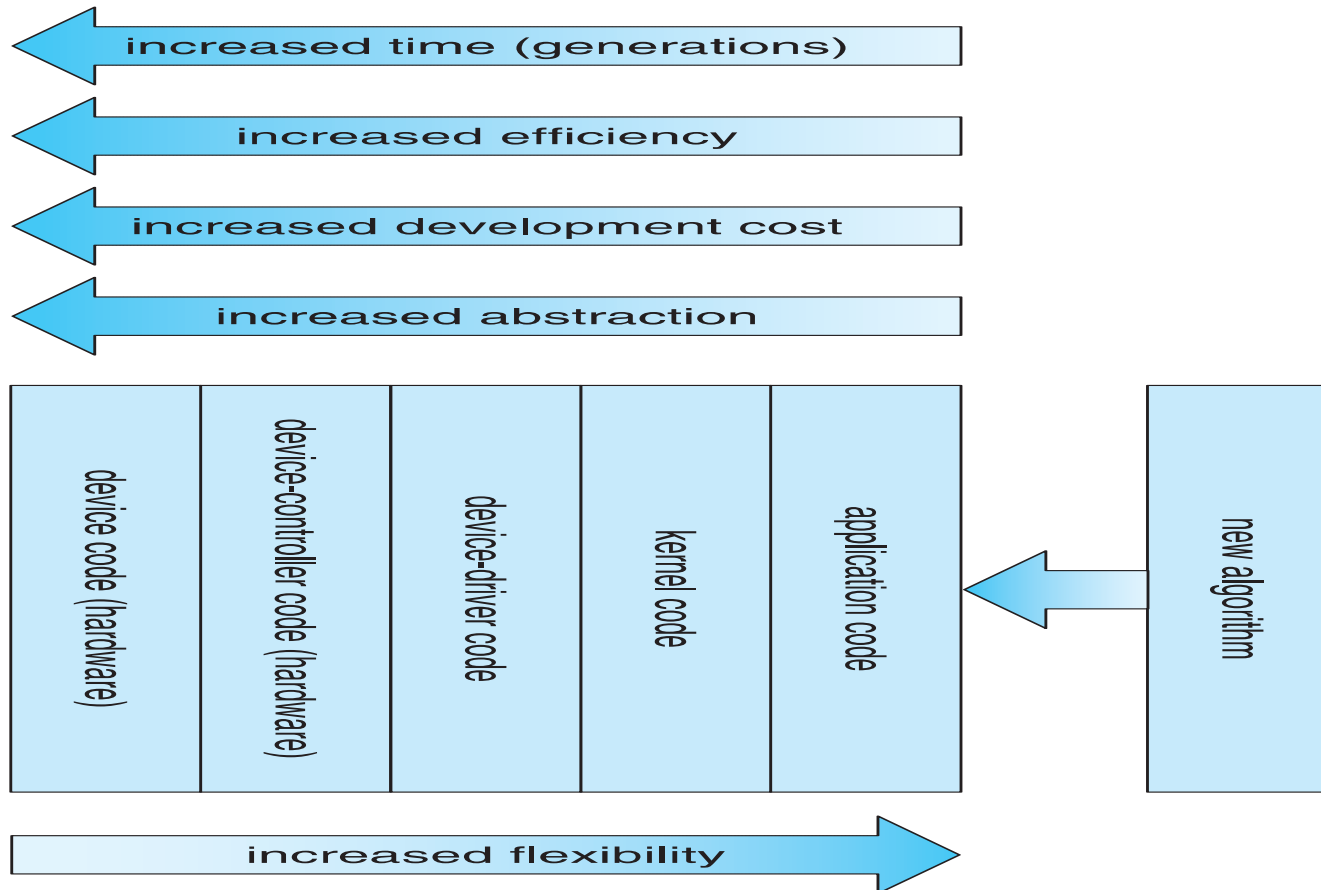 increased time (generations)
increased efficiency
increased development cost
increased abstraction
device code (hardware)
device-controller code (hardware)
device-driver code
kernel code
application code
new algorithm
increased flexibility